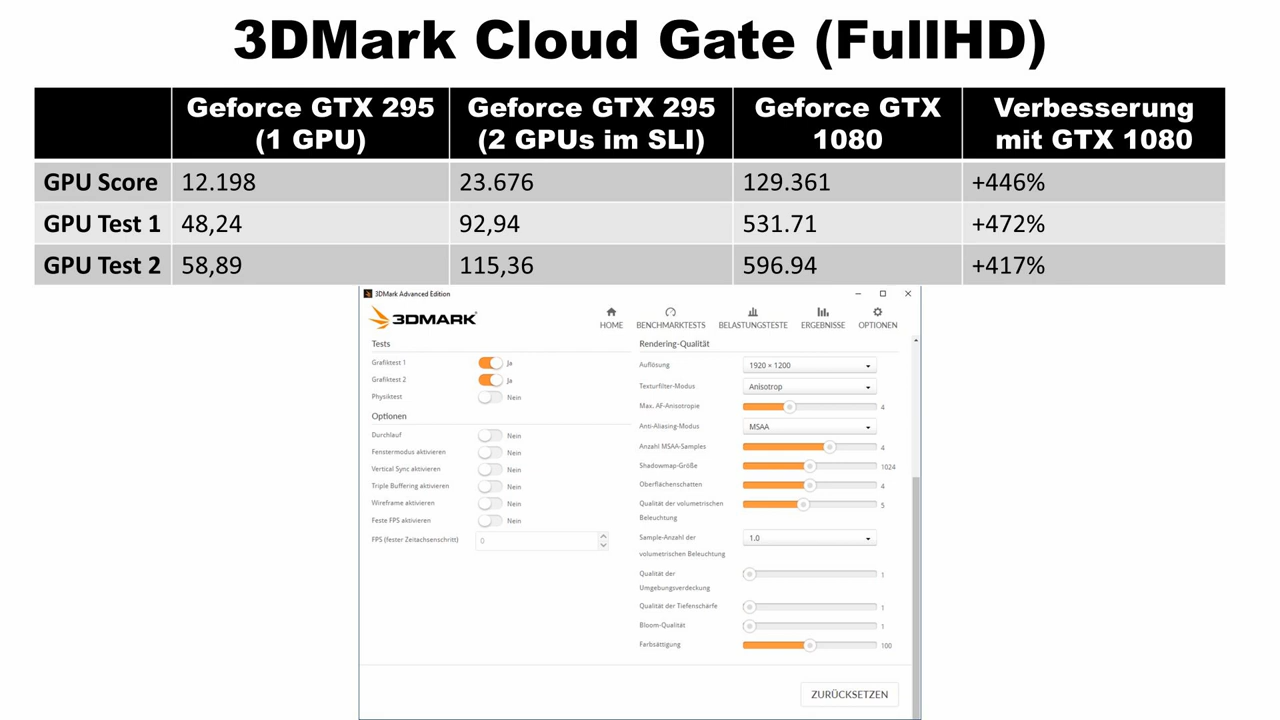 3DMark Cloud Gate (FullHD)
Geforce GTX 295 (1 GPU)
Geforce GTX 295 (2 GPUs im SLI)
Geforce GTX 1080
Verbesserung mit GTX 1080
GPU Score 12.198 23.676 129.361 +446%
GPU Test 1 48,24 92,94 531.71 +472%
GPU Test 2 58,89 115,36 596.94 +417%
3DMark Advanced Edition
3DMARK
HOME BENCHMARKTESTS BELASTUNGSTESTE ERGEBNISSE OPTIONEN
Tests
Grafiktest 1 Ja
Grafiktest 2 Ja
Physiktest Nein
Optionen
Durchlauf Nein
Fenstermodus aktivieren Nein
Vertical Sync aktivieren Nein
Triple Buffering aktivieren Nein
Wireframe aktivieren Nein
Feste FPS aktivieren Nein
FPS (fester Zeitachsenschritt) 0
Rendering-Qualität
Auflösung 1920 × 1200
Texturfilter-Modus Anisotrop
Max. AF-Anisotropie 4
Anti-Aliasing-Modus MSAA
Anzahl MSAA-Samples 4
Shadowmap-Größe 1024
Oberflächenschatten 4
Qualität der volumetrischen Beleuchtung 5
Sample-Anzahl der volumetrischen Beleuchtung 1.0
Qualität der Umgebungsverdeckung 1
Qualität der Tiefenschärfe 1
Bloom-Qualität 1
Farbsättigung 100
ZURÜCKSETZEN